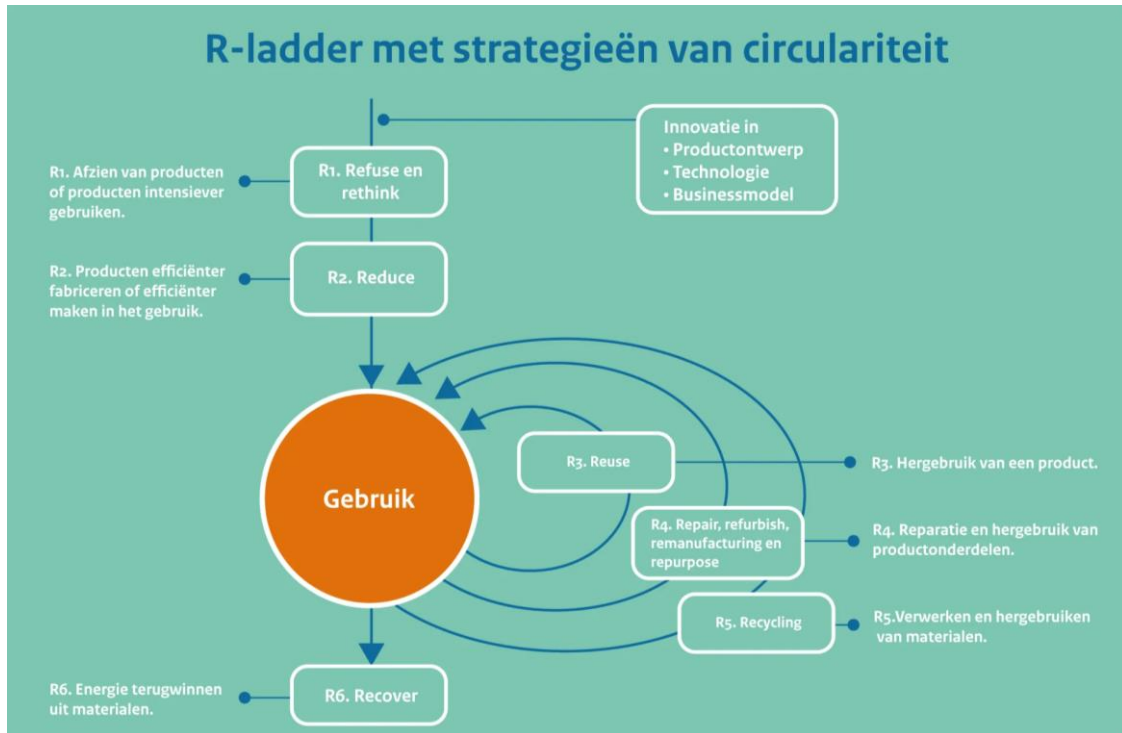 R-ladder met strategieën van circulariteit
Innovatie in
• Productontwerp
• Technologie
• Businessmodel
R1. Afzien van producten
of producten intensiever
gebruiken.
R1. Refuse en
rethink
R2. Producten efficiënter
fabriceren of efficiënter
maken in het gebruik.
R2. Reduce
Gebruik
R3. Reuse
R3. Hergebruik van een product.
R4. Repair, refurbish,
remanufacturing en
repurpose
R4. Reparatie en hergebruik van
productonderdelen.
R5. Recycling
R5.Verwerken en hergebruiken
van materialen.
R6. Energie terugwinnen
uit materialen.
R6. Recover